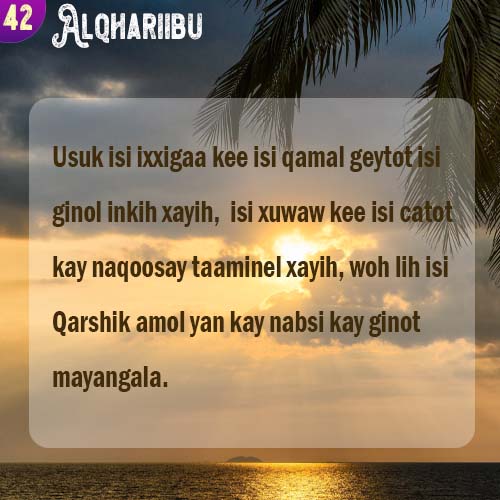 42
Alqhariibu
Usuk isi ixxigaa kee isi qamal geytot isi
ginol inkih xayih, isi xuwaw kee isi catot
kay naqoosay taaminel xayih, woh lih isi
Qarshik amol yan kay nabsi kay ginot
mayangala.